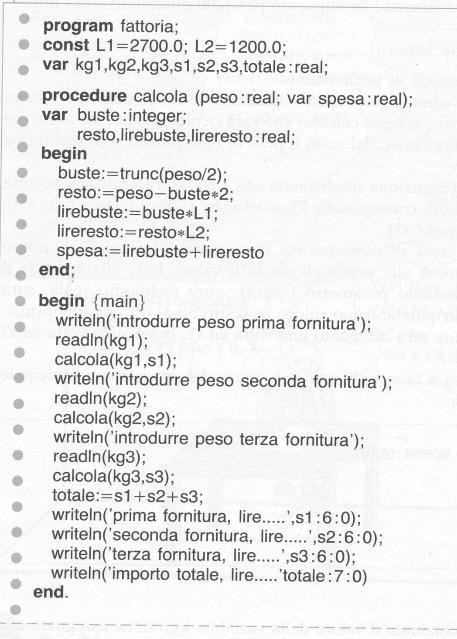 program fattoria;
const L1=2700.0; L2=1200.0;
var kg1,kg2,kg3,s1,s2,s3,totale:real;
procedure calcola (peso:real; var spesa:real);
var buste:integer;
resto,lirebuste,lireresto:real;
begin
buste:=trunc(peso/2);
resto:=peso-buste*2;
lirebuste:=buste*L1;
lireresto:=resto*L2;
spesa:=lirebuste+lireresto
end;
begin {main}
writeln('introdurre peso prima fornitura');
readln(kg1);
calcola(kg1,s1);
writeln('introdurre peso seconda fornitura');
readln(kg2);
calcola(kg2,s2);
writeln('introdurre peso terza fornitura');
readln(kg3);
calcola(kg3,s3);
totale:=s1+s2+s3;
writeln('prima fornitura, lire.....',s1:6:0);
writeln('seconda fornitura, lire.....',s2:6:0);
writeln('terza fornitura, lire.....',s3:6:0);
writeln('importo totale, lire.....'totale:7:0)
end.